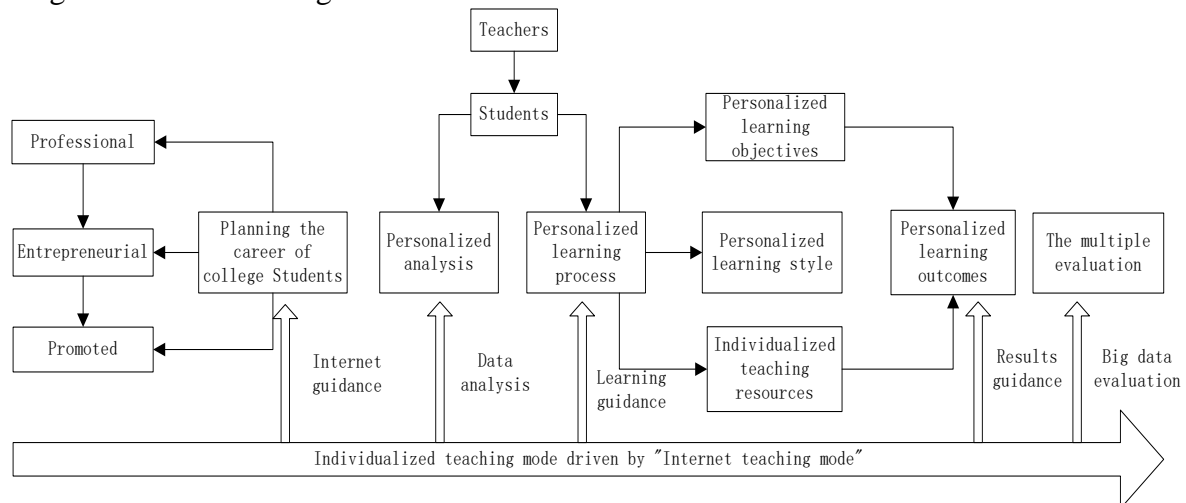 Teachers
Students
Personalized
learning
objectives
Professional
Planning the
career of
college Students
Entrepreneurial
Promoted
Personalized
analysis
Personalized
learning
process
Personalized
learning style
Personalized
learning
outcomes
The multiple
evaluation
Individualized
teaching
resources
Internet
guidance
Data
analysis
Learning
guidance
Results
guidance
Big data
evaluation
Individualized teaching mode driven by "Internet teaching mode"